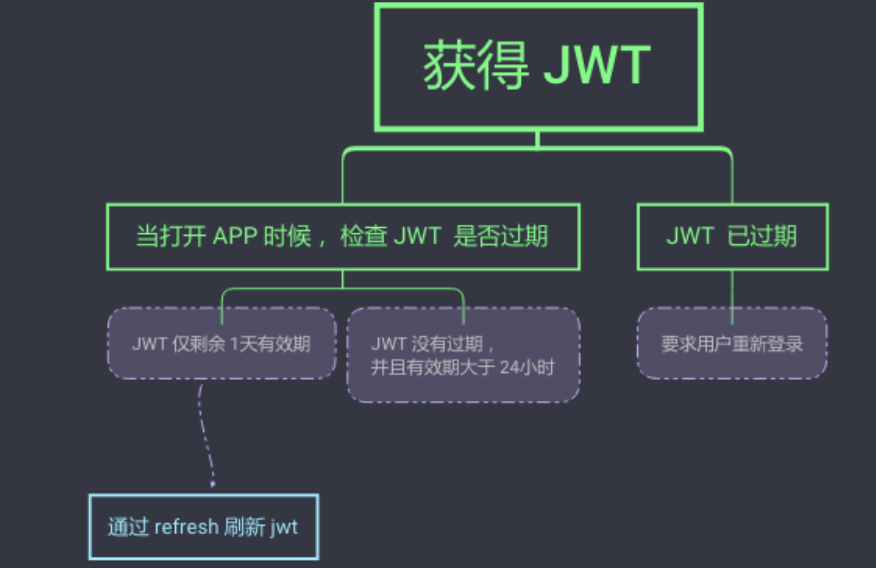 获得 JWT
当打开 APP 时候，检查 JWT 是否过期
JWT 已过期
JWT 仅剩余 1天有效期
JWT 没有过期，
并且有效期大于 24小时
要求用户重新登录
通过 refresh 刷新 jwt